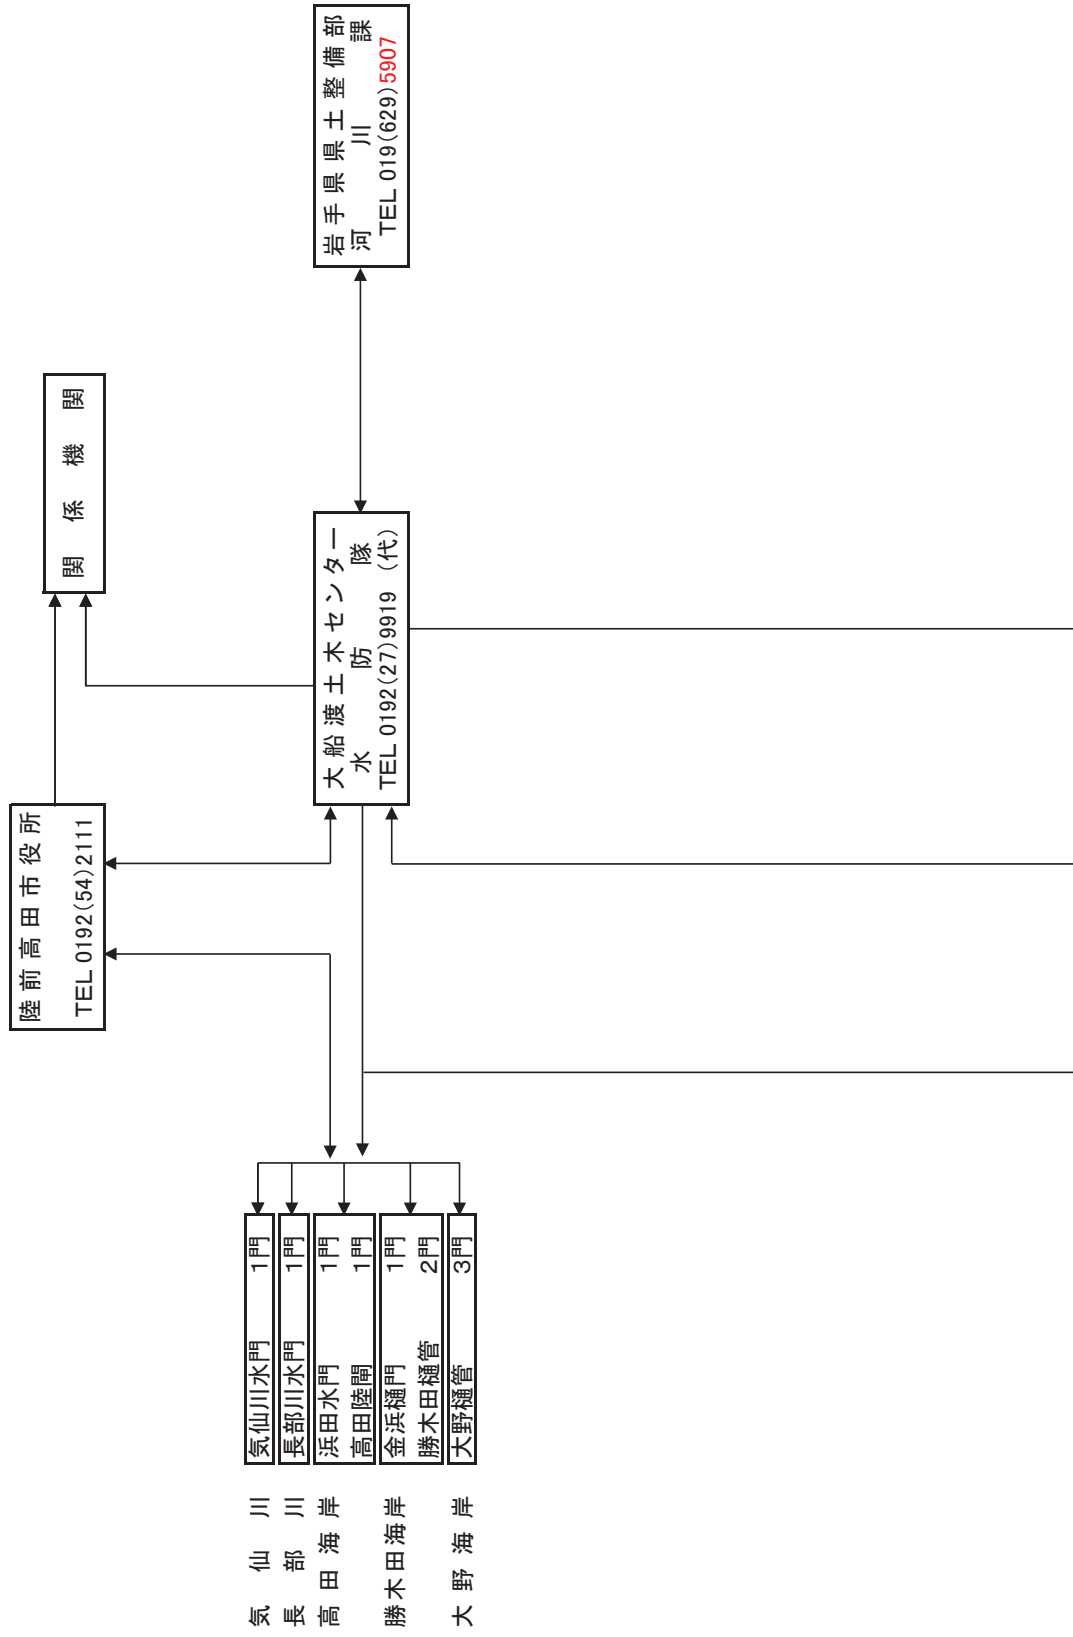 気仙川
気仙川水門 1門
長部川
長部川水門 1門
高田海岸
浜田水門 1門
高田陸閘 1門
勝木田海岸
金浜樋門 1門
勝木田樋管 2門
大野海岸
大野樋管 3門
陸前高田市役所
TEL 0192(54)2111
関係機関
大船渡土木センター
水防隊
TEL 0192(27)9919 (代)
岩手県県土整備部
河川課
TEL 019(629)5907